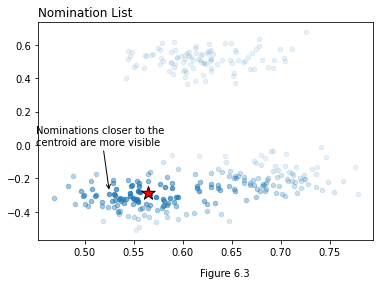 Nomination List
0.6
0.4
0.2
0.0
−0.2
−0.4
Nominations closer to the
centroid are more visible
0.50 0.55 0.60 0.65 0.70 0.75
Figure 6.3